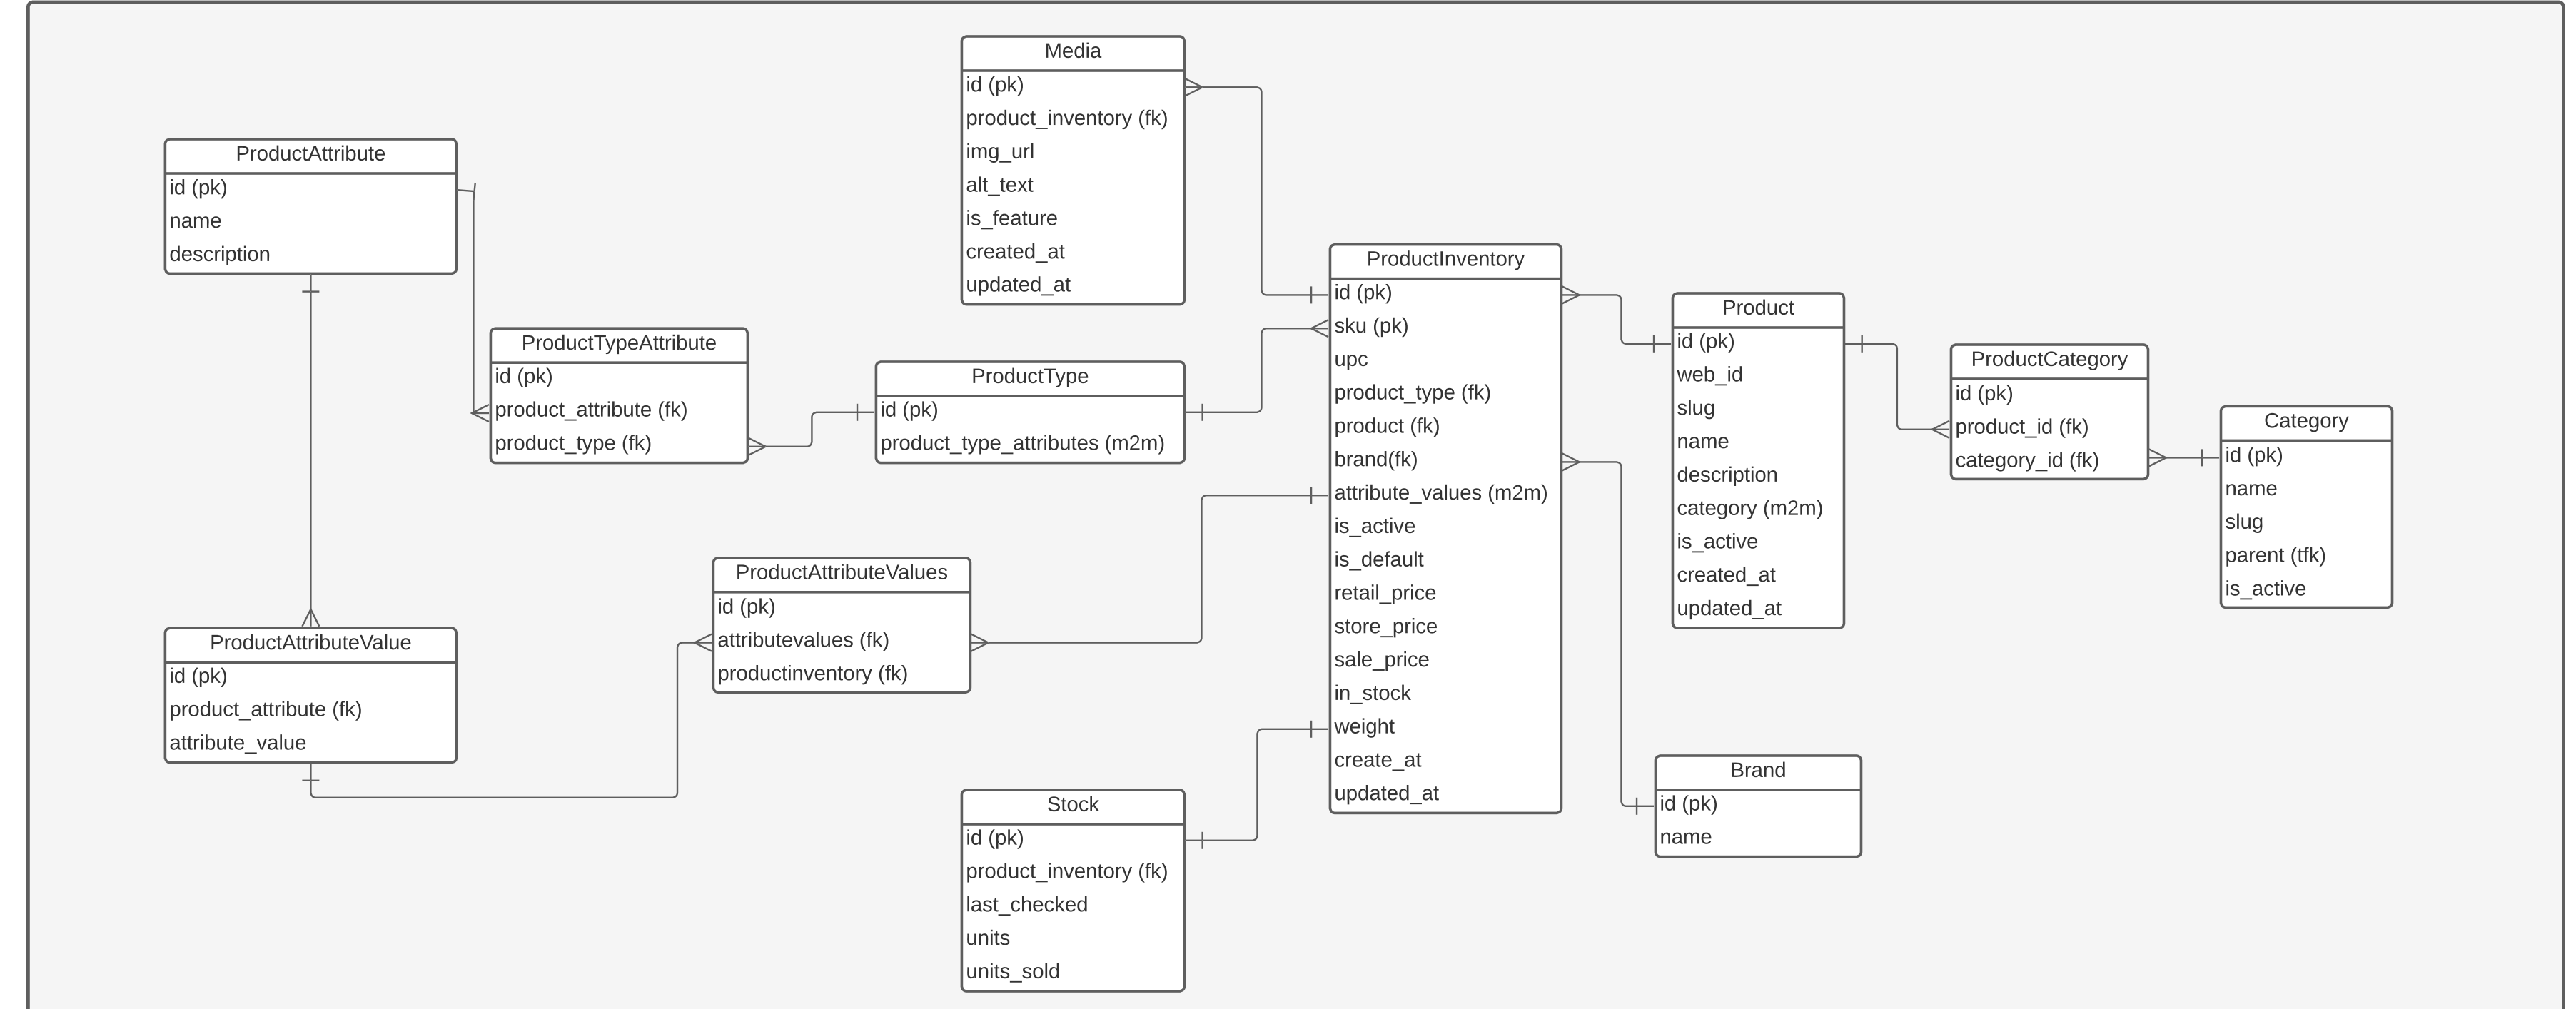 Media
id (pk)
product_inventory (fk)
img_url
alt_text
is_feature
created_at
updated_at
ProductAttribute
id (pk)
name
description
ProductTypeAttribute
id (pk)
product_attribute (fk)
product_type (fk)
ProductType
id (pk)
product_type_attributes (m2m)
ProductInventory
id (pk)
sku (pk)
upc
product_type (fk)
product (fk)
brand(fk)
attribute_values (m2m)
is_active
is_default
retail_price
store_price
sale_price
in_stock
weight
create_at
updated_at
Product
id (pk)
web_id
slug
name
description
category (m2m)
is_active
created_at
updated_at
ProductCategory
id (pk)
product_id (fk)
category_id (fk)
Category
id (pk)
name
slug
parent (tfk)
is_active
ProductAttributeValues
id (pk)
attributevalues (fk)
productinventory (fk)
ProductAttributeValue
id (pk)
product_attribute (fk)
attribute_value
Stock
id (pk)
product_inventory (fk)
last_checked
units
units_sold
Brand
id (pk)
name